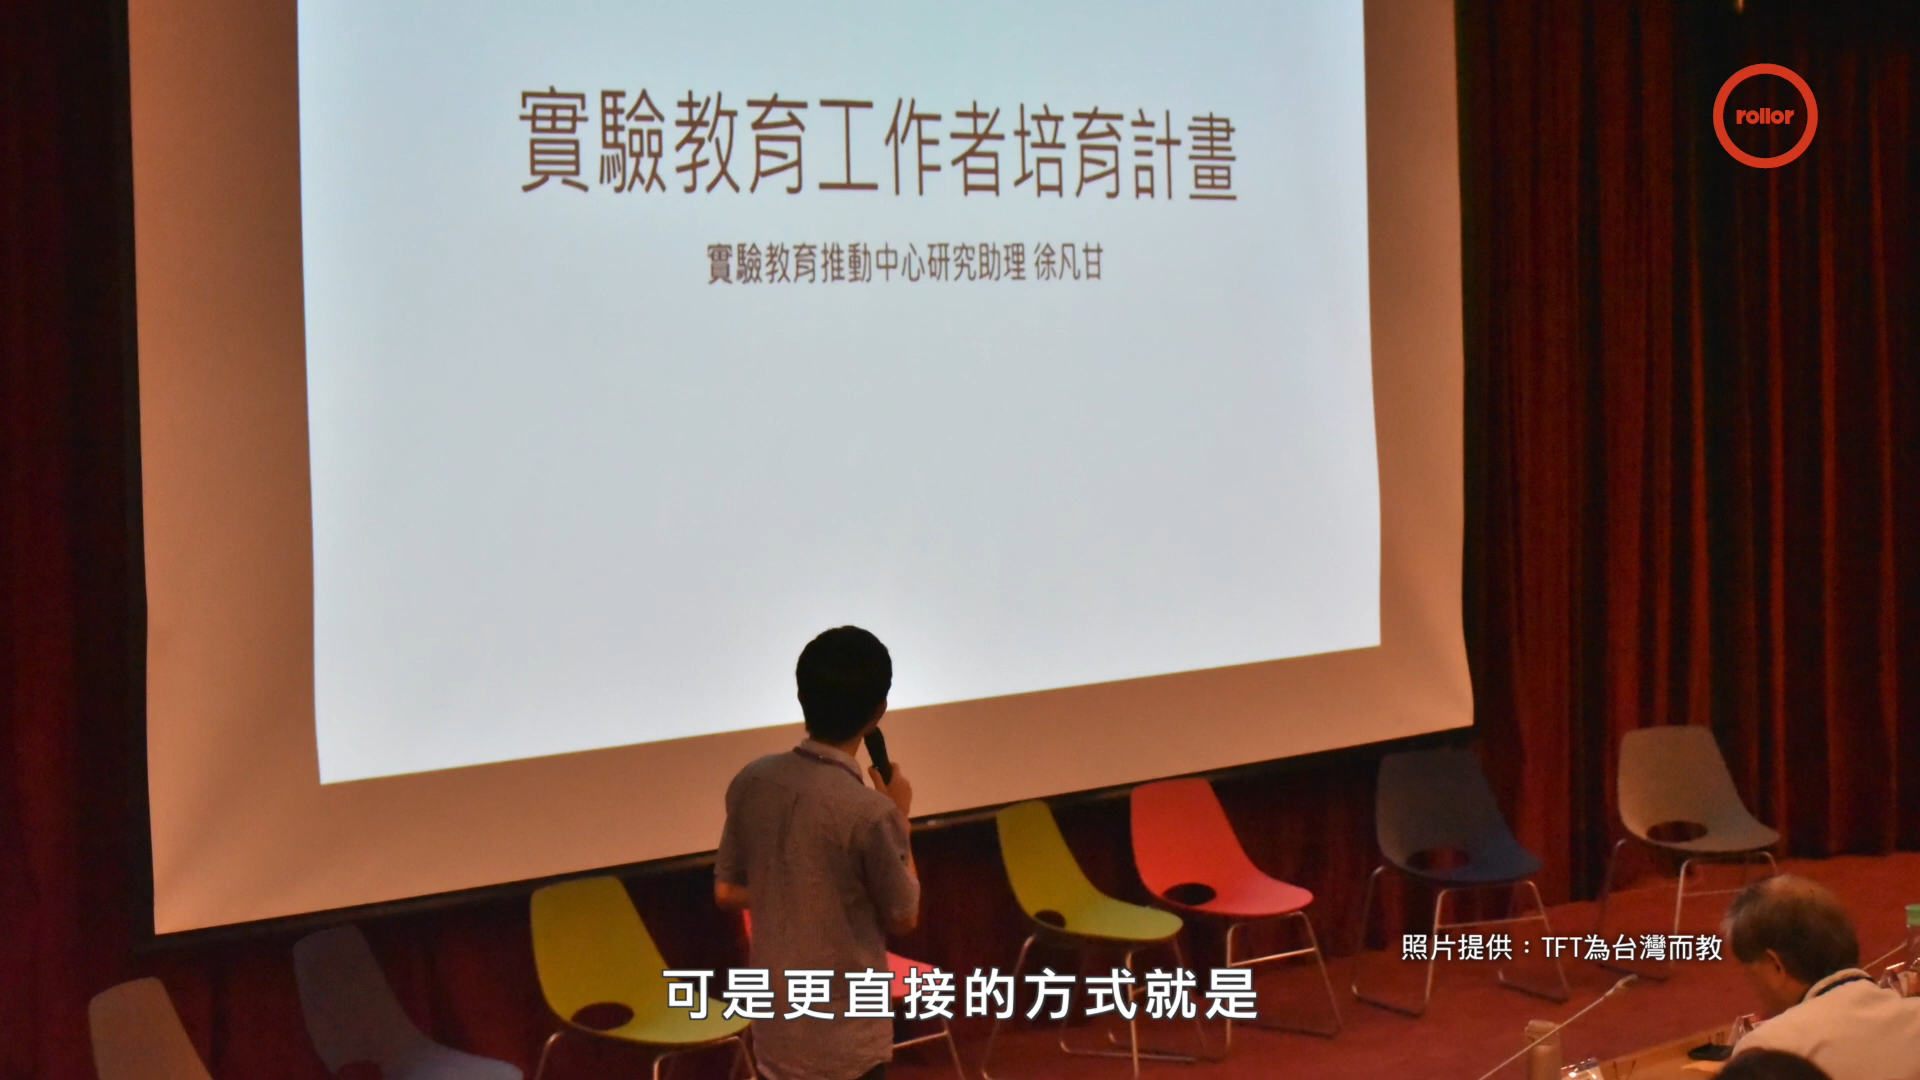 實驗教育工作者培育計畫
rollor
實驗教育推動中心研究助理 徐凡甘
照片提供：TFT為台灣而教
可是更直接的方式就是